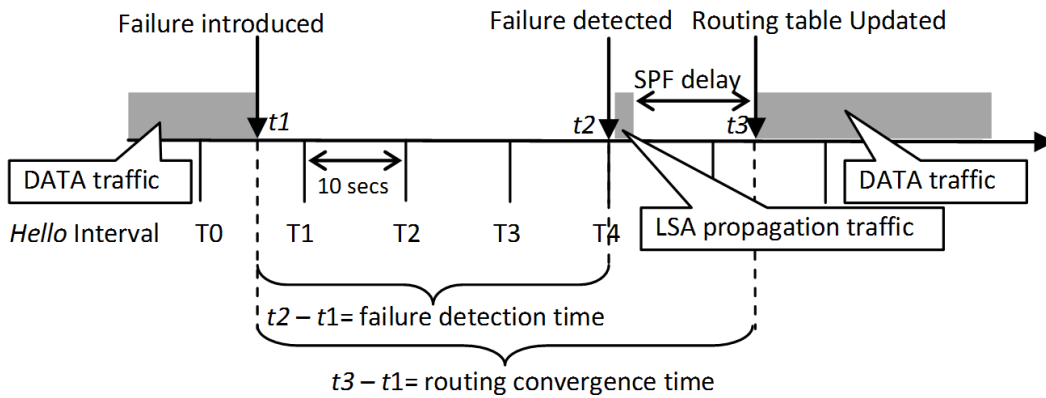 Failure introduced
Failure detected
Routing table Updated
SPF delay
t1
t2
t3
10 secs
DATA traffic
DATA traffic
LSA propagation traffic
Hello Interval
T0
T1
T2
T3
T4
t2 – t1= failure detection time
t3 – t1= routing convergence time